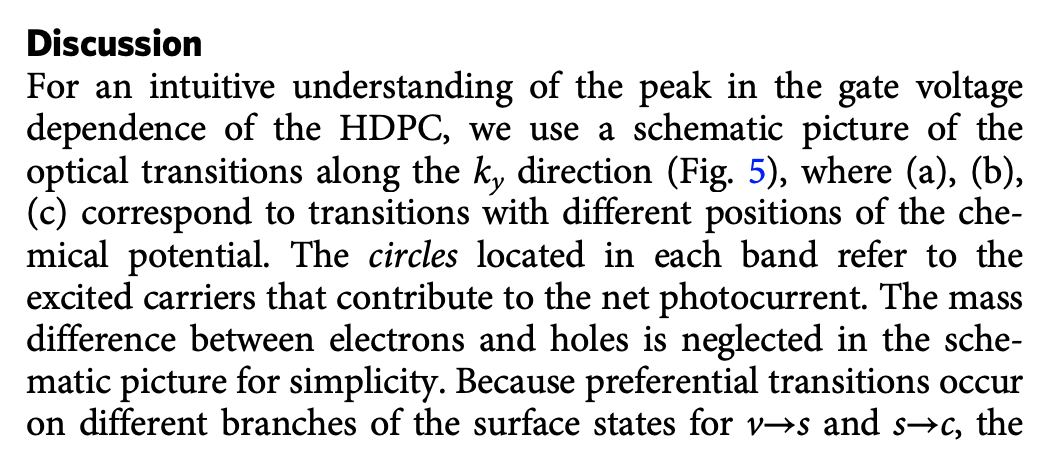 Discussion
For an intuitive understanding of the peak in the gate voltage
dependence of the HDPC, we use a schematic picture of the
optical transitions along the k_y direction (Fig. 5), where (a), (b),
(c) correspond to transitions with different positions of the che-
mical potential. The circles located in each band refer to the
excited carriers that contribute to the net photocurrent. The mass
difference between electrons and holes is neglected in the sche-
matic picture for simplicity. Because preferential transitions occur
on different branches of the surface states for v→s and s→c, the